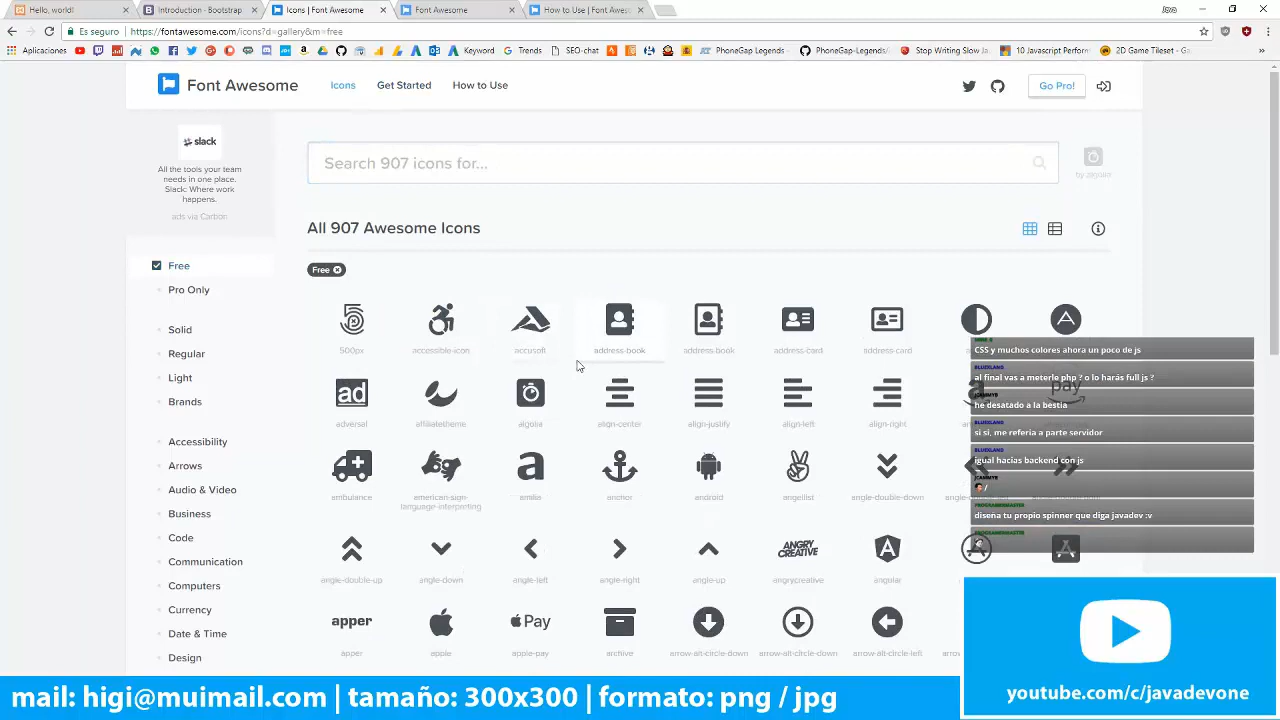 Hello, world!
Introduction · Bootstrap
Icons | Font Awesome
Font Awesome
How to Use | Font Awesome
Es seguro
https://fontawesome.com/icons?d=gallery&m=free
Aplicaciones
Keyword
Trends
SEO-chat
PhoneGap Legends -
PhoneGap-Legends/
Stop Writing Slow Ja
10 Javascript Perform
2D Game Tileset - Ga
Font Awesome
Icons
Get Started
How to Use
Go Pro!
slack
All the tools your team
needs in one place.
Slack: Where work
happens.
ads via Carbon
Search 907 icons for...
All 907 Awesome Icons
Free
Free
Pro Only
Solid
Regular
Light
Brands
Accessibility
Arrows
Audio & Video
Business
Code
Communication
Computers
Currency
Date & Time
Design
500px
accessible-icon
accusoft
address-book
address-book
address-card
address-card
adversal
affiliatetheme
algolia
align-center
align-justify
align-left
align-right
pay
ambulance
american-sign-
language-interpreting
amilia
anchor
android
angellist
angle-double-down
angle-double-up
angle-down
angle-left
angle-right
angle-up
ANGRY
CREATIVE
angrycreative
angular
apper
apper
apple
Pay
apple-pay
archive
arrow-alt-circle-down
arrow-alt-circle-down
arrow-alt-circle-left
CSS y muchos colores ahora un poco de js
BLUEXLAND
al final vas a meterlo php ? o lo harás full js ?
JCAMMYD
he desatado a la bestia
BLUEXLAND
si si, me referia a parte servidor
BLUEXLAND
igual hacias backend con js
JCAMMYD
/
PROGRAMERMASTER
diseña tu propio spinner que diga javadev :v
PROGRAMERMASTER
mail: higi@muimail.com | tamaño: 300x300 | formato: png / jpg
youtube.com/c/javadevone